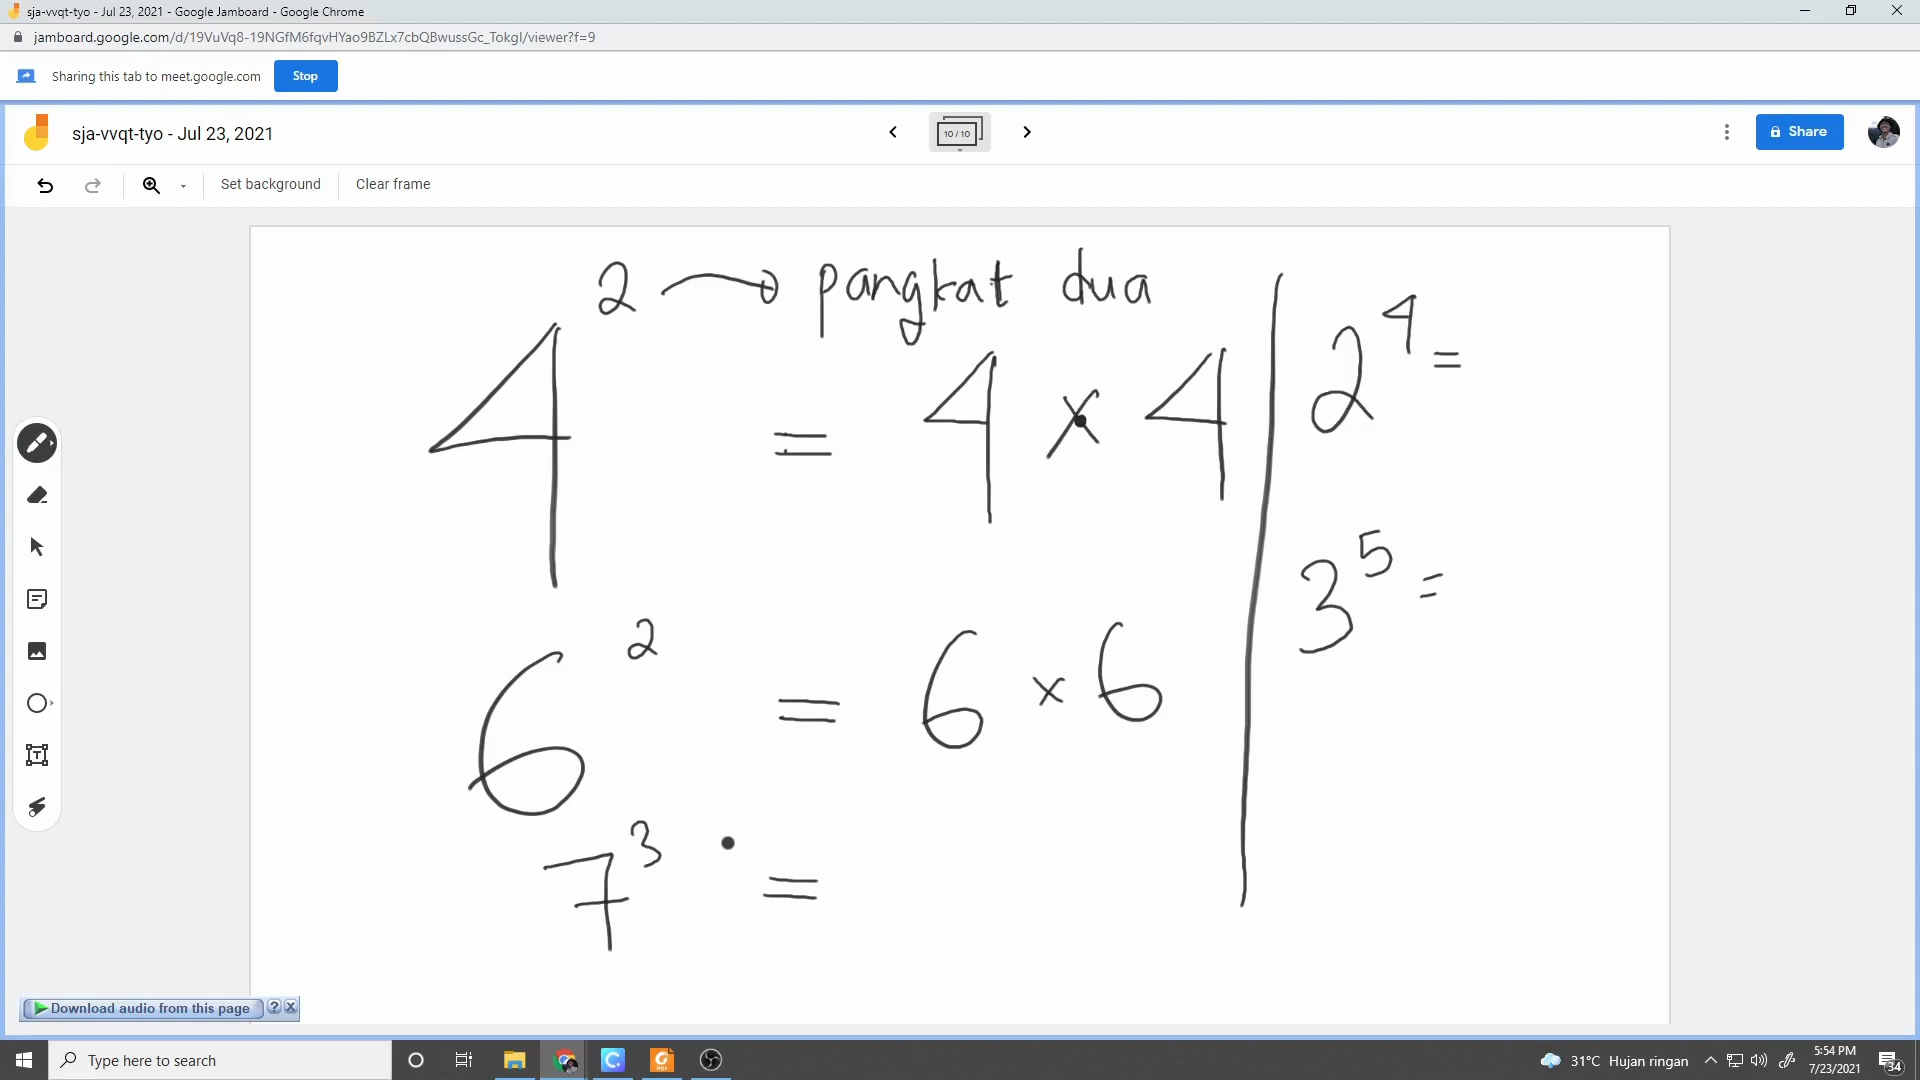 sja-vvqt-tyo - Jul 23, 2021 - Google Jamboard - Google Chrome
jamboard.google.com/d/19VuVq8-19NGfM6fqvHYao9BZLx7cbQBwussGc_TokgI/viewer?f=9
Sharing this tab to meet.google.com Stop
sja-vvqt-tyo - Jul 23, 2021 10 / 10 Share
Set background Clear frame
4² → pangkat dua
= 4 × 4
6² = 6 × 6
7³ =
2⁴ =
3⁵ =
Download audio from this page ? X
Type here to search
31°C Hujan ringan
5:54 PM
7/23/2021
34